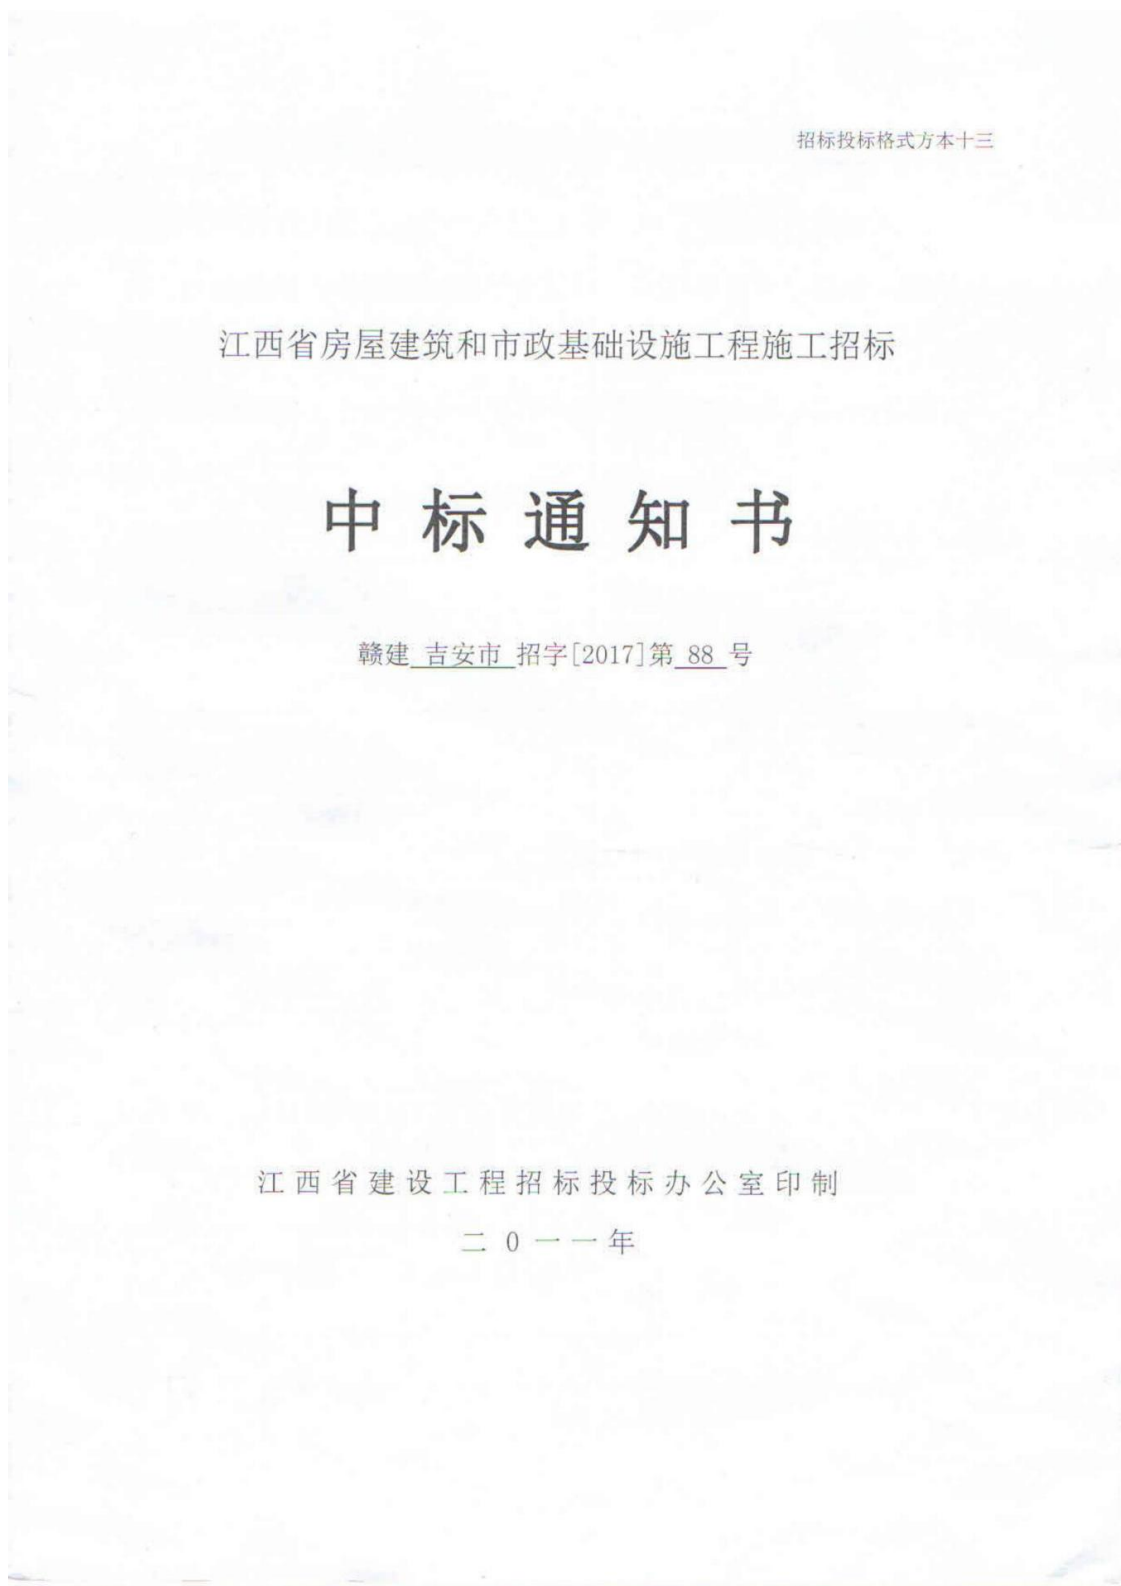 招标投标格式方本十三
江西省房屋建筑和市政基础设施工程施工招标
中标通知书
赣建 吉安市 招字[2017]第 88 号
江西省建设工程招标投标办公室印制
二0一一年